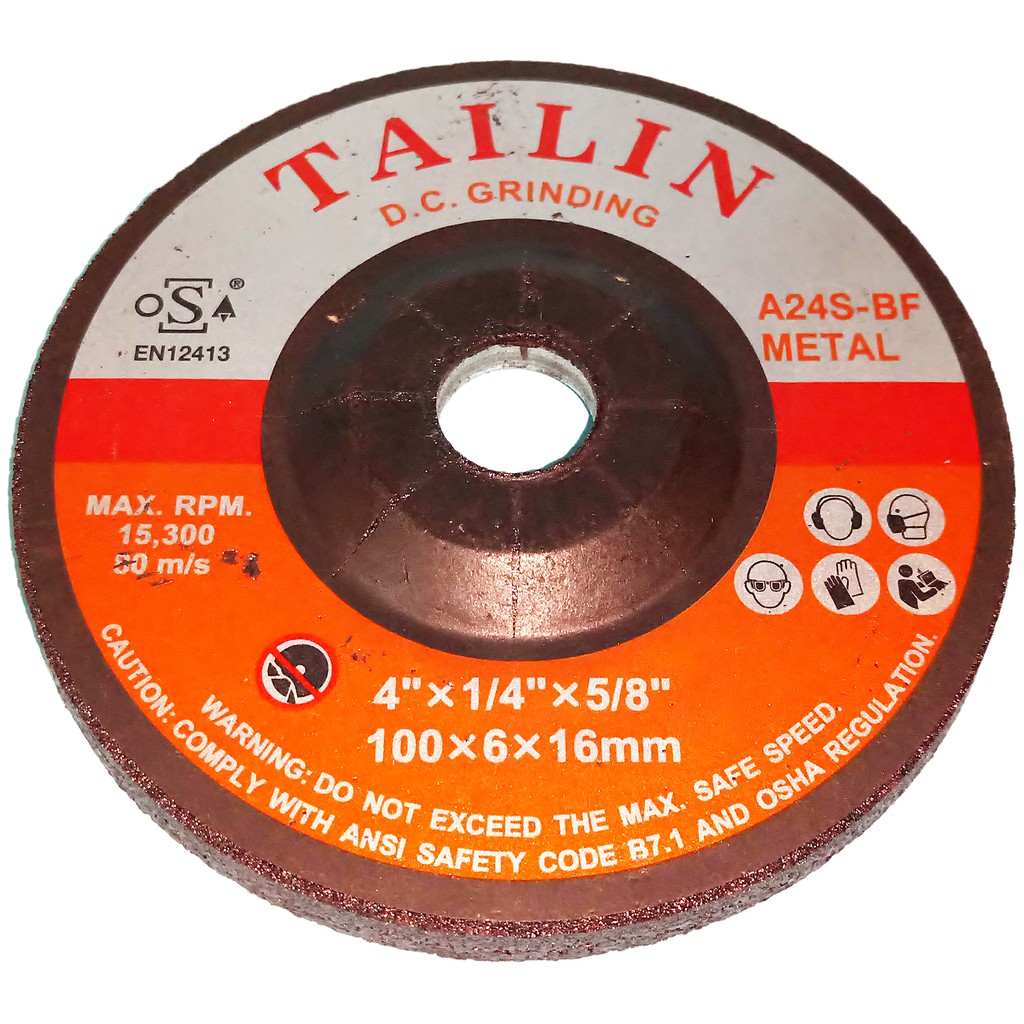 TAILIN
D.C. GRINDING
OSA®
EN12413
A24S-BF
METAL
MAX. RPM.
15,300
80 m/s
4"×1/4"×5/8"
100×6×16mm
WARNING: DO NOT EXCEED THE MAX. SAFE SPEED.
CAUTION: COMPLY WITH ANSI SAFETY CODE B7.1 AND OSHA REGULATION.